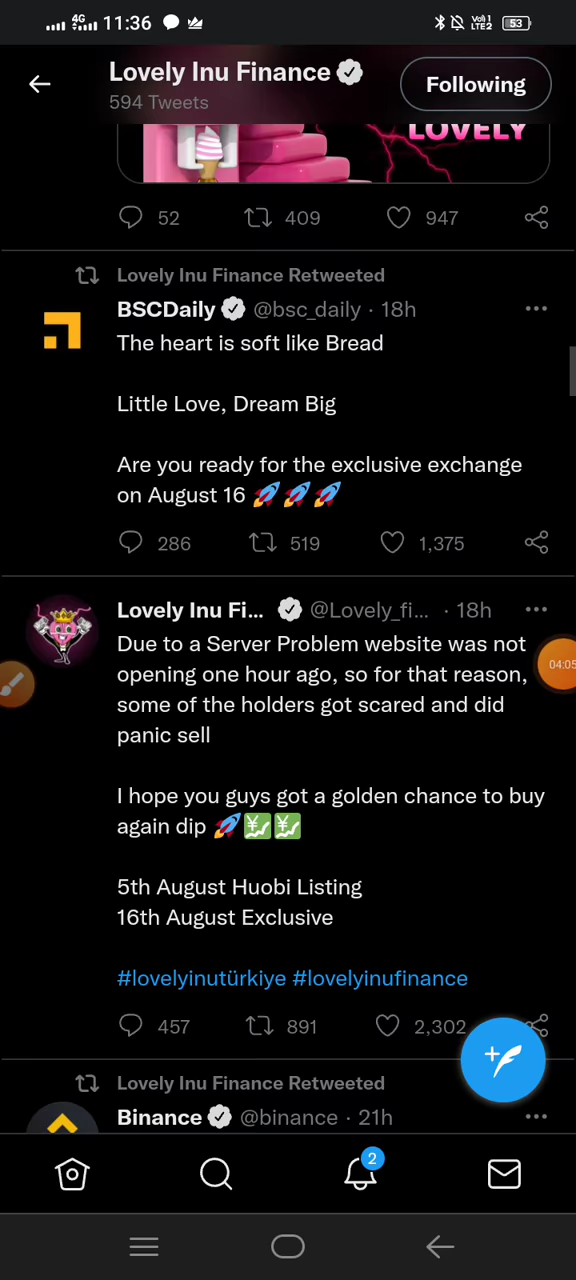 4G 11:36 Vol) 1 LTE2 53
Lovely Inu Finance
594 Tweets
Following
LOVELY
52 409 947
Lovely Inu Finance Retweeted
BSCDaily @bsc_daily · 18h
The heart is soft like Bread
Little Love, Dream Big
Are you ready for the exclusive exchange
on August 16 🚀🚀🚀
286 519 1,375
Lovely Inu Fi... @Lovely_fi... · 18h
Due to a Server Problem website was not
opening one hour ago, so for that reason,
04:05
some of the holders got scared and did
panic sell
I hope you guys got a golden chance to buy
again dip 🚀💹💹
5th August Huobi Listing
16th August Exclusive
#lovelyinutürkiye #lovelyinufinance
457 891 2,302
Lovely Inu Finance Retweeted
Binance @binance · 21h
2